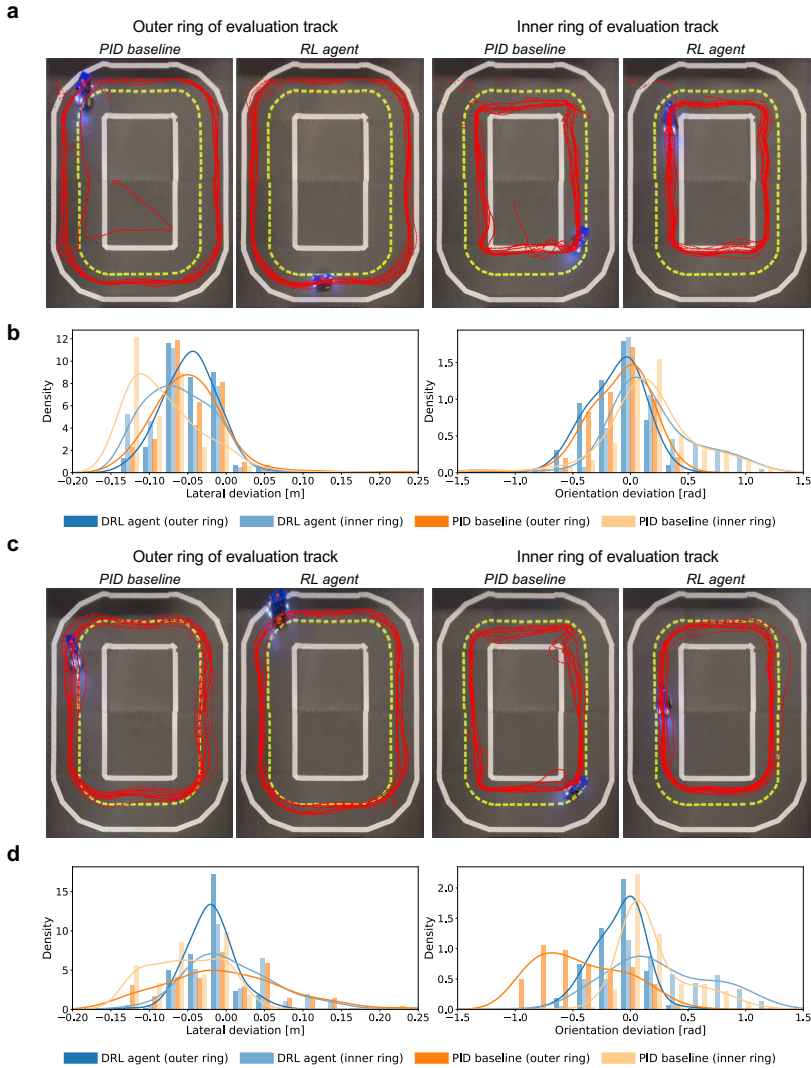 a
Outer ring of evaluation track Inner ring of evaluation track
PID baseline RL agent PID baseline RL agent
b
Density
12
10
8
6
4
2
0
−0.20 −0.15 −0.10 −0.05 0.00 0.05 0.10 0.15 0.20 0.25
Lateral deviation [m]
Density
1.5
1.0
0.5
0.0
−1.5 −1.0 −0.5 0.0 0.5 1.0 1.5
Orientation deviation [rad]
DRL agent (outer ring) DRL agent (inner ring) PID baseline (outer ring) PID baseline (inner ring)
c
Outer ring of evaluation track Inner ring of evaluation track
PID baseline RL agent PID baseline RL agent
d
Density
15
10
5
0
−0.20 −0.15 −0.10 −0.05 0.00 0.05 0.10 0.15 0.20 0.25
Lateral deviation [m]
Density
2.0
1.5
1.0
0.5
0.0
−1.5 −1.0 −0.5 0.0 0.5 1.0 1.5
Orientation deviation [rad]
DRL agent (outer ring) DRL agent (inner ring) PID baseline (outer ring) PID baseline (inner ring)